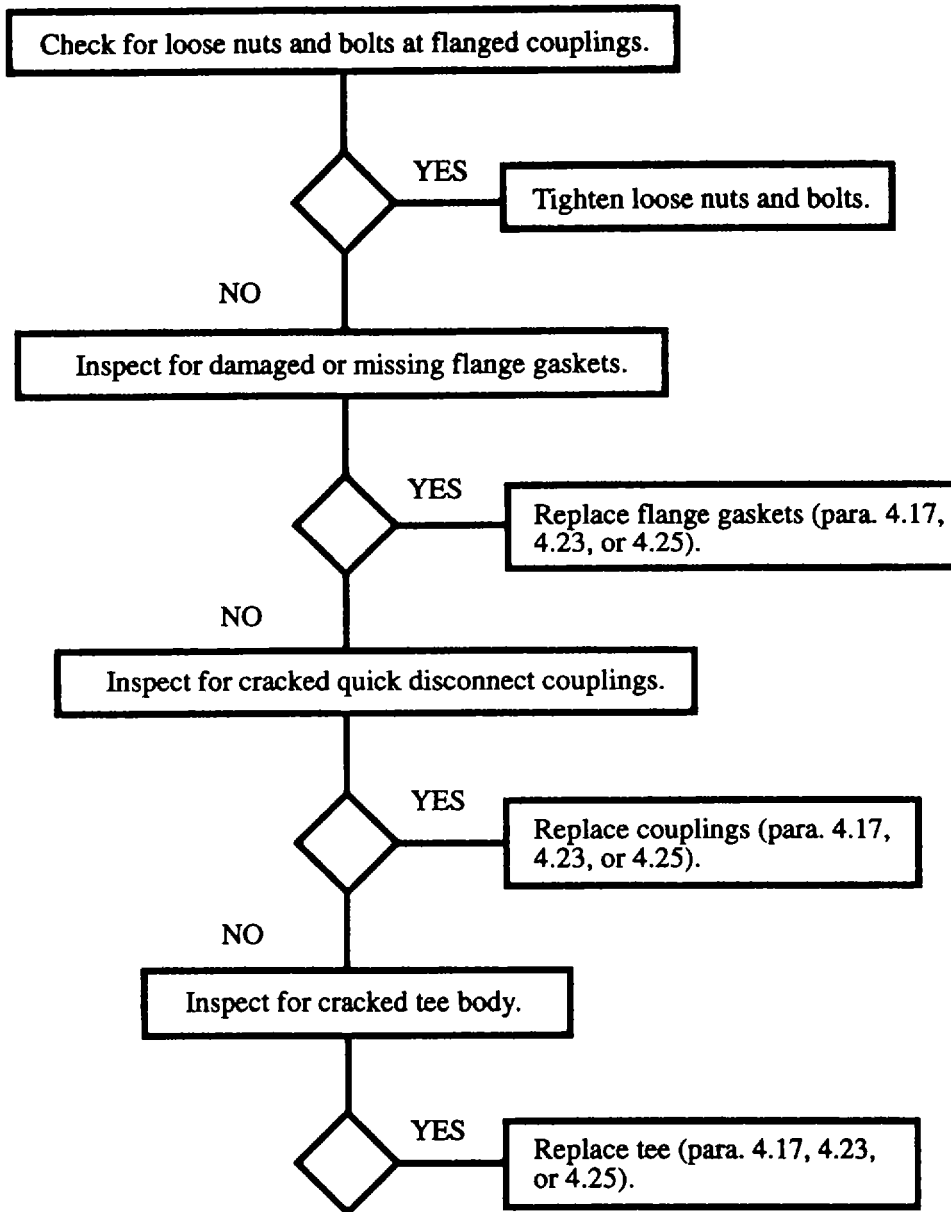 Check for loose nuts and bolts at flanged couplings.
YES
Tighten loose nuts and bolts.
NO
Inspect for damaged or missing flange gaskets.
YES
Replace flange gaskets (para. 4.17,
4.23, or 4.25).
NO
Inspect for cracked quick disconnect couplings.
YES
Replace couplings (para. 4.17,
4.23, or 4.25).
NO
Inspect for cracked tee body.
YES
Replace tee (para. 4.17, 4.23,
or 4.25).